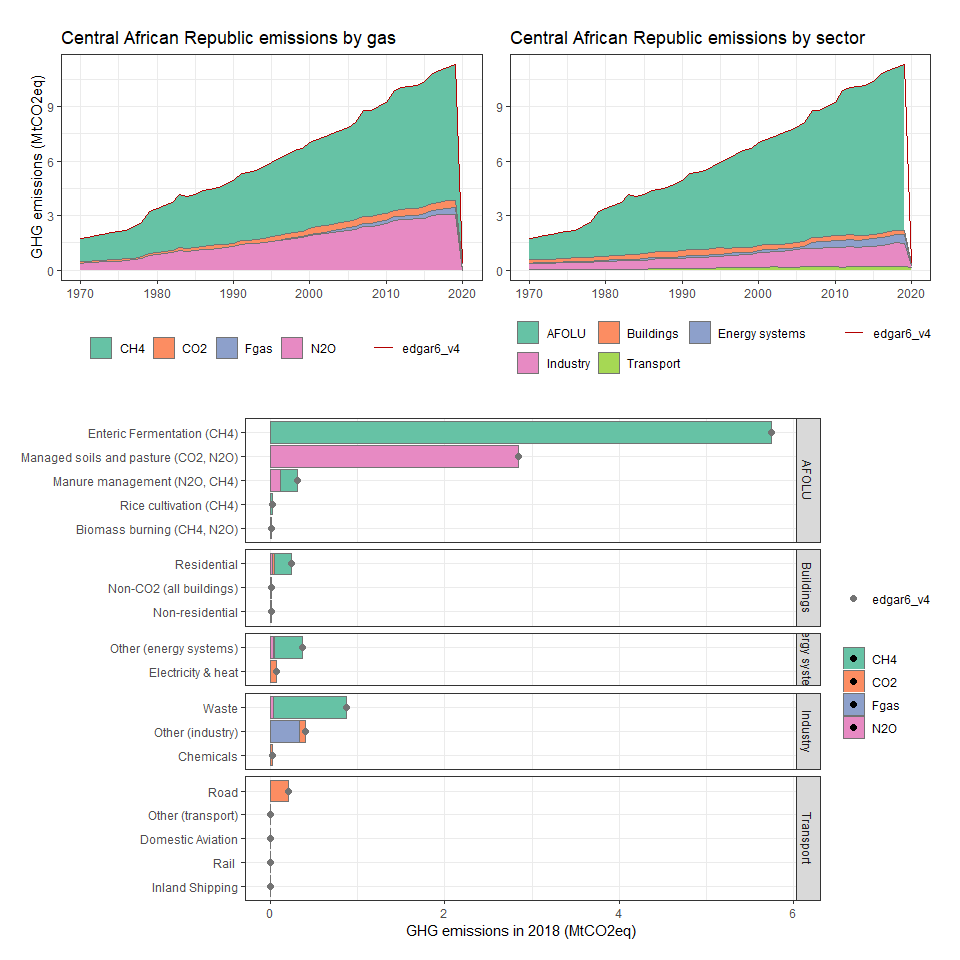 Central African Republic emissions by gas
Central African Republic emissions by sector
GHG emissions (MtCO2eq)
9
6
3
0
1970 1980 1990 2000 2010 2020
9
6
3
0
1970 1980 1990 2000 2010 2020
CH4 CO2 Fgas N2O edgar6_v4
AFOLU Buildings Energy systems edgar6_v4
Industry Transport
Enteric Fermentation (CH4)
Managed soils and pasture (CO2, N2O)
Manure management (N2O, CH4)
Rice cultivation (CH4)
Biomass burning (CH4, N2O)
AFOLU
Residential
Non-CO2 (all buildings)
Non-residential
Buildings
Other (energy systems)
Electricity & heat
ergy syste
Waste
Other (industry)
Chemicals
Industry
Road
Other (transport)
Domestic Aviation
Rail
Inland Shipping
Transport
0 2 4 6
GHG emissions in 2018 (MtCO2eq)
edgar6_v4
CH4
CO2
Fgas
N2O